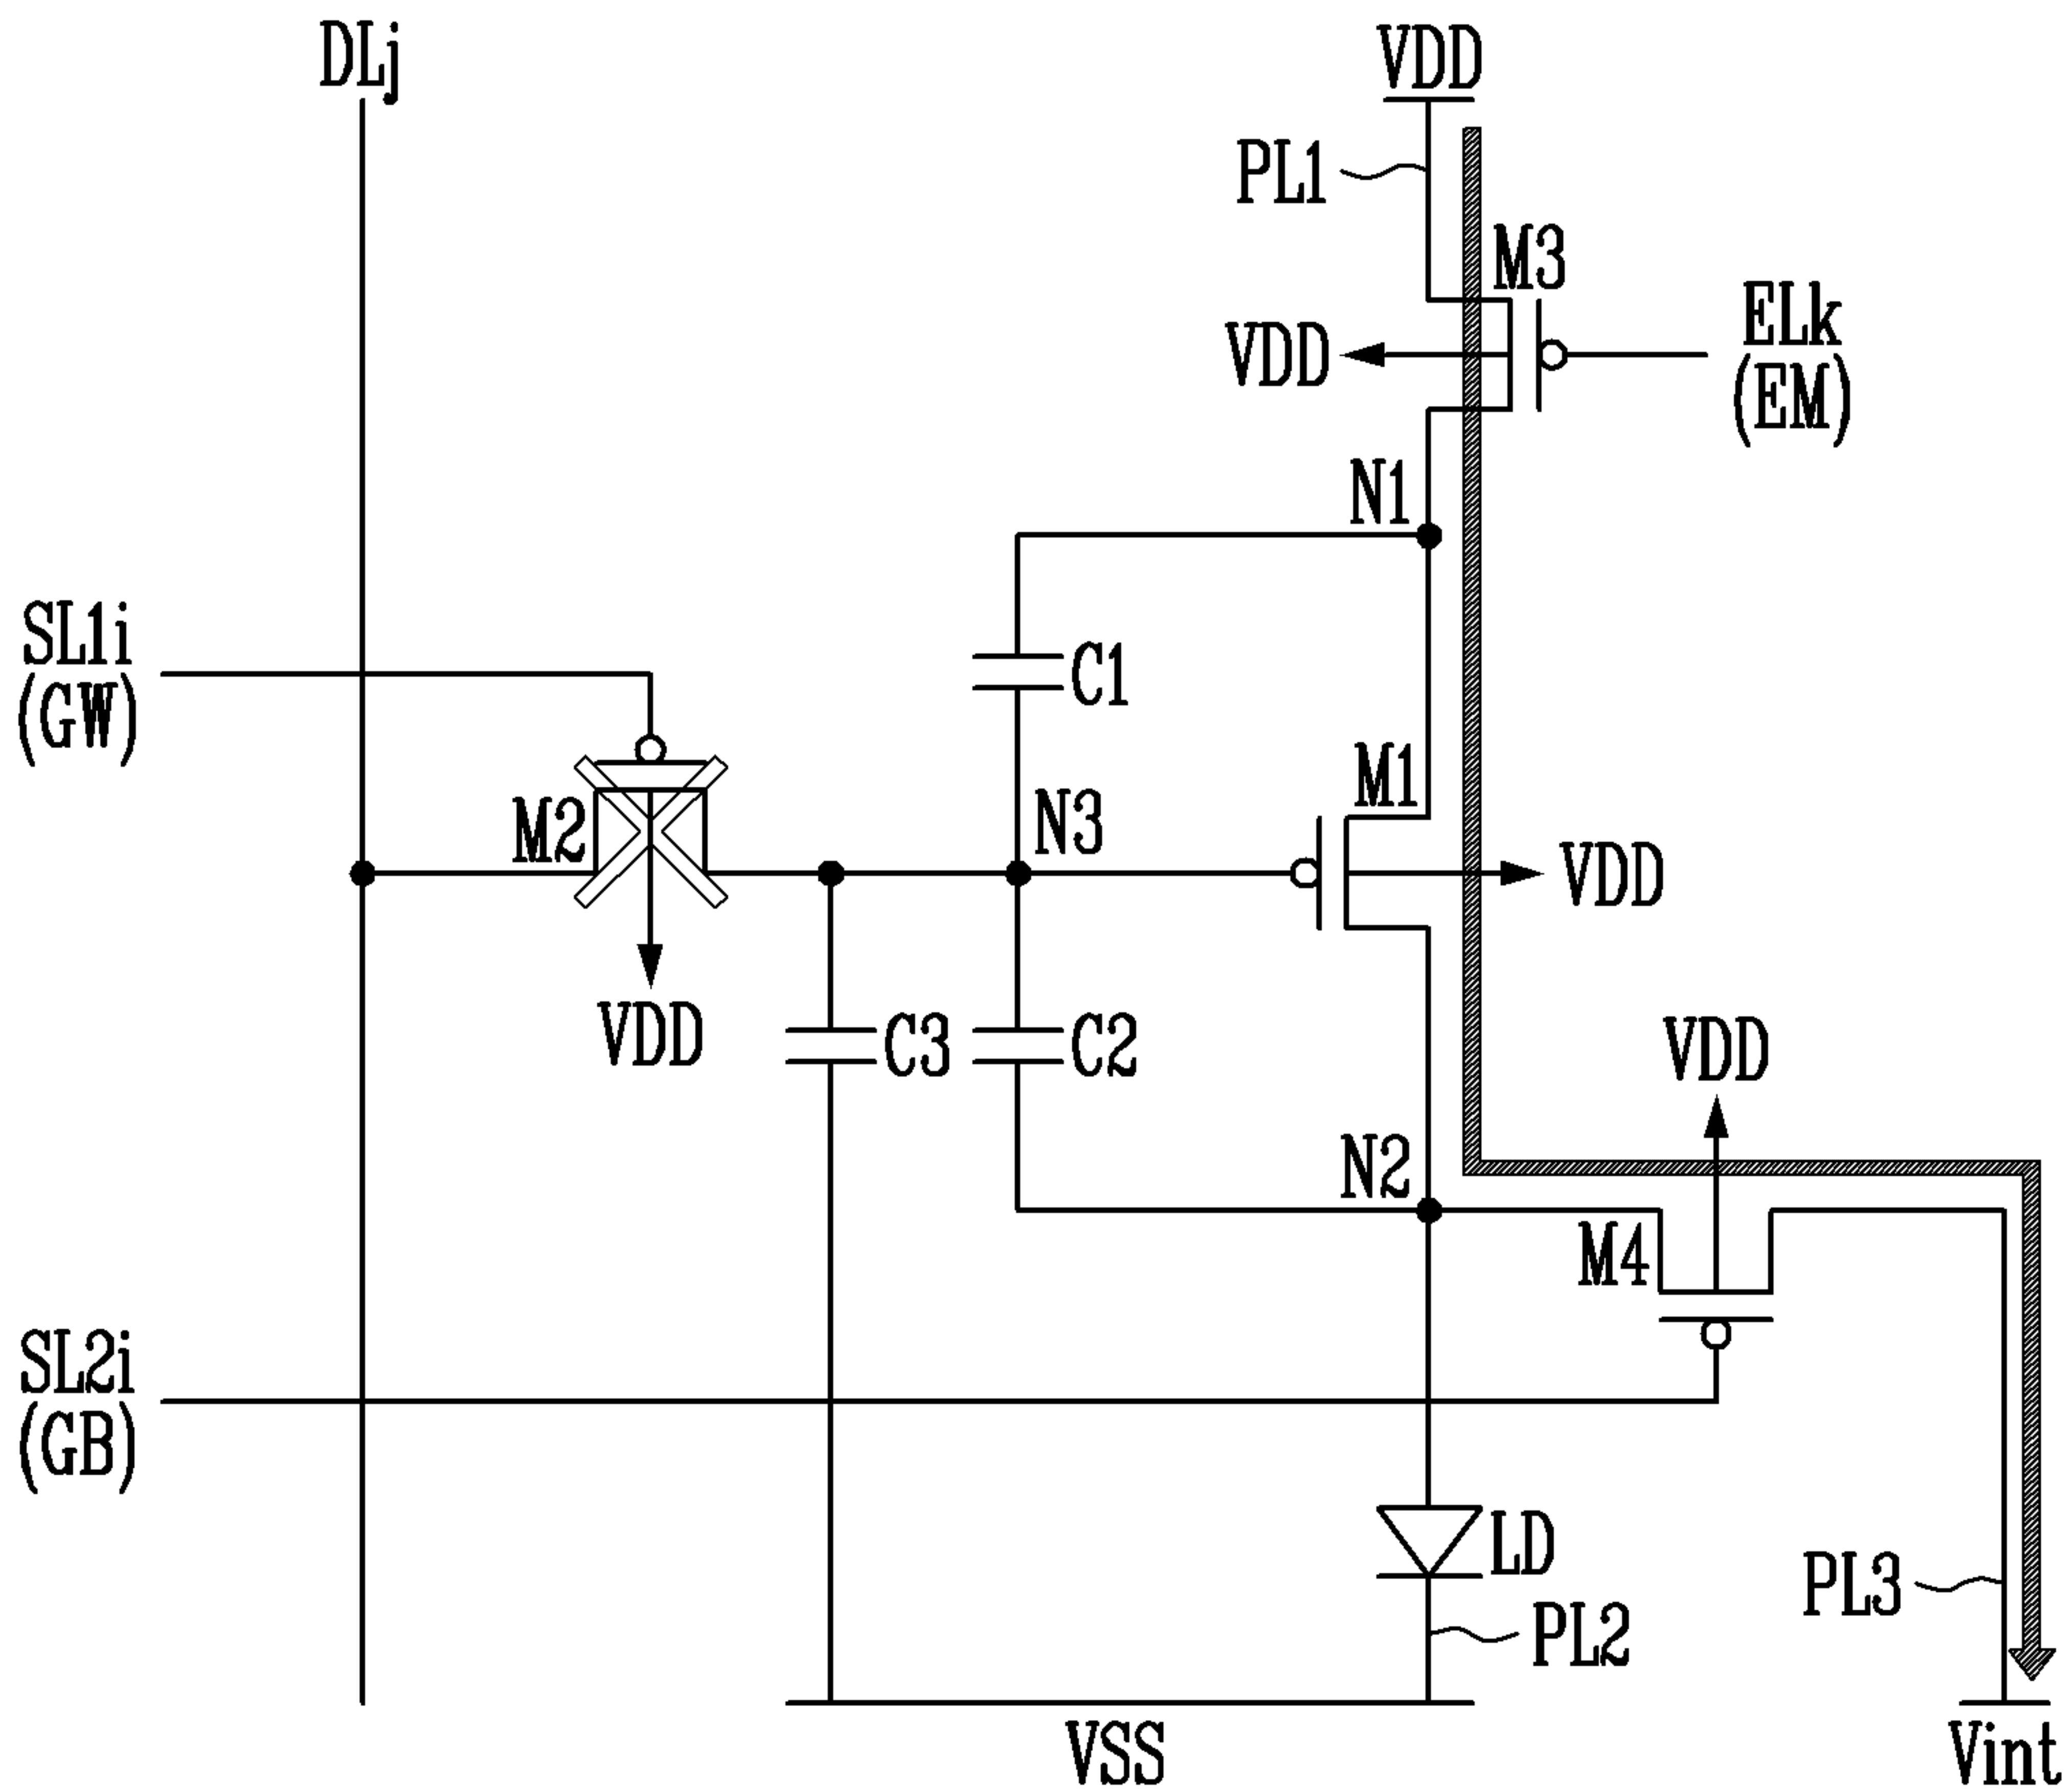 DLj
VDD
PL1
M3
ELk
(EM)
VDD
N1
SL1i
(GW)
C1
M1
M2
N3
VDD
VDD
C3
C2
VDD
N2
M4
SL2i
(GB)
LD
PL3
PL2
VSS
Vint